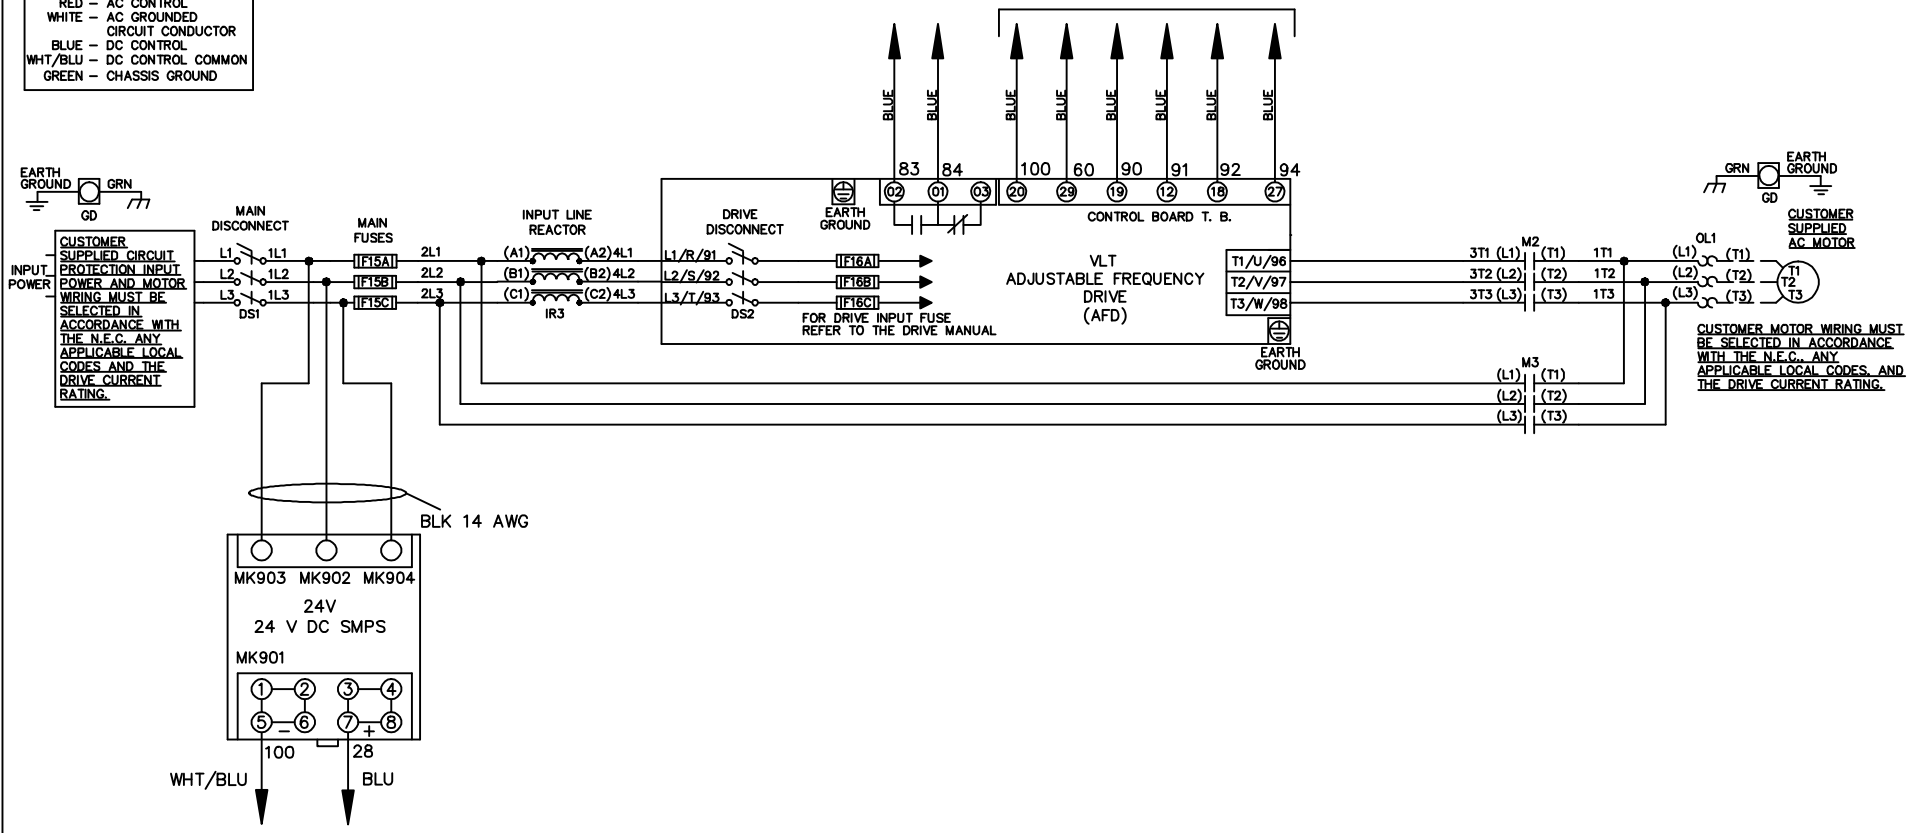 RED – AC CONTROL
WHITE – AC GROUNDED
CIRCUIT CONDUCTOR
BLUE – DC CONTROL
WHT/BLU – DC CONTROL COMMON
GREEN – CHASSIS GROUND
BLUE
BLUE
BLUE
BLUE
BLUE
BLUE
BLUE
BLUE
83
84
100
60
90
91
92
94
02
01
03
20
29
19
12
18
27
CONTROL BOARD T. B.
EARTH
GROUND
GRN
GD
INPUT
POWER
CUSTOMER
SUPPLIED CIRCUIT
PROTECTION INPUT
POWER AND MOTOR
WIRING MUST BE
SELECTED IN
ACCORDANCE WITH
THE N.E.C. ANY
APPLICABLE LOCAL
CODES AND THE
DRIVE CURRENT
RATING.
MAIN
DISCONNECT
L1
1L1
L2
1L2
L3
1L3
DS1
MAIN
FUSES
F15A
F15B
F15C
2L1
2L2
2L3
INPUT LINE
REACTOR
(A1)
(A2)4L1
(B1)
(B2)4L2
(C1)
(C2)4L3
IR3
L1/R/91
L2/S/92
L3/T/93
DRIVE
DISCONNECT
DS2
EARTH
GROUND
F16A
F16B
F16C
FOR DRIVE INPUT FUSE
REFER TO THE DRIVE MANUAL
VLT
ADJUSTABLE FREQUENCY
DRIVE
(AFD)
T1/U/96
T2/V/97
T3/W/98
EARTH
GROUND
M2
3T1 (L1)
(T1)
1T1
3T2 (L2)
(T2)
1T2
3T3 (L3)
(T3)
1T3
M3
(L1)
(T1)
(L2)
(T2)
(L3)
(T3)
OL1
(L1)
(T1)
(L2)
(T2)
(L3)
(T3)
T1
T2
T3
GRN
EARTH
GROUND
GD
CUSTOMER
SUPPLIED
AC MOTOR
CUSTOMER MOTOR WIRING MUST
BE SELECTED IN ACCORDANCE
WITH THE N.E.C., ANY
APPLICABLE LOCAL CODES, AND
THE DRIVE CURRENT RATING.
BLK 14 AWG
MK903
MK902
MK904
24V
24 V DC SMPS
MK901
1
2
3
4
5
6
7
8
–
+
100
28
WHT/BLU
BLU